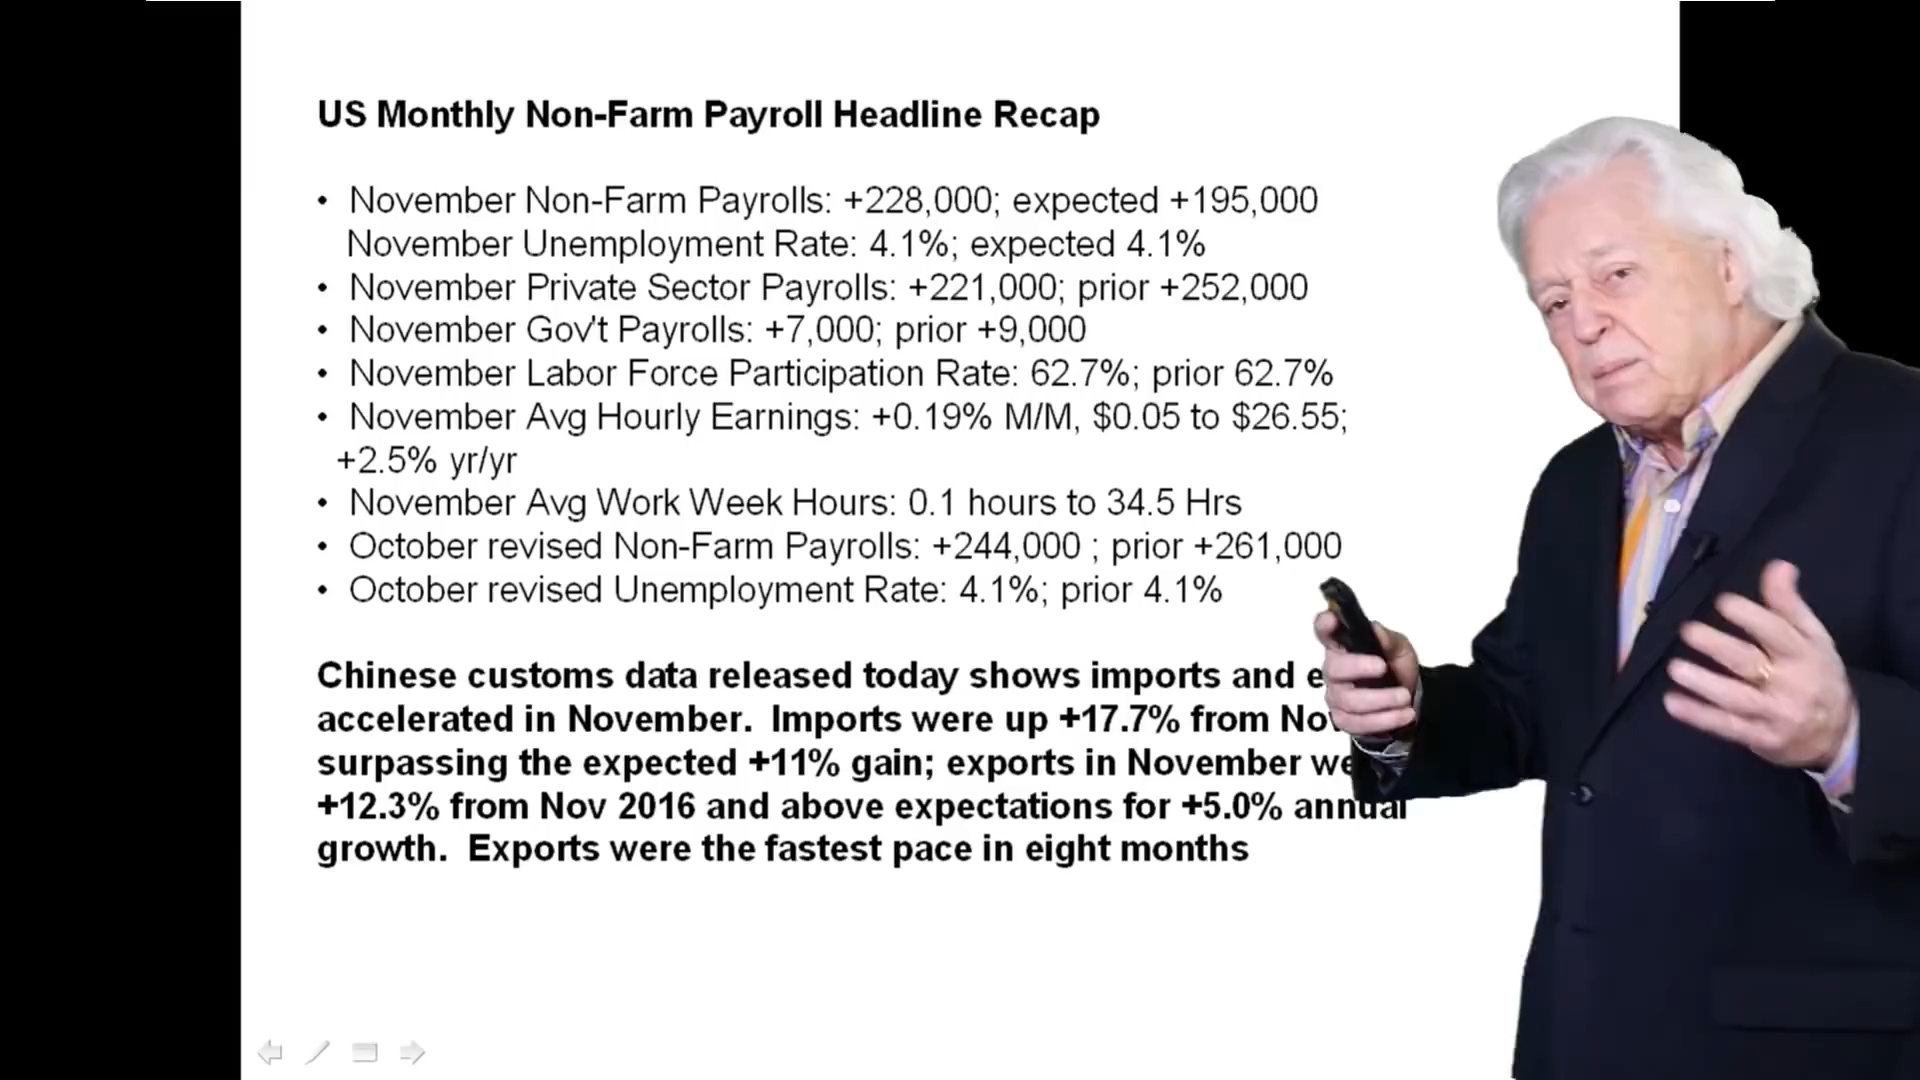 US Monthly Non-Farm Payroll Headline Recap
• November Non-Farm Payrolls: +228,000; expected +195,000
November Unemployment Rate: 4.1%; expected 4.1%
• November Private Sector Payrolls: +221,000; prior +252,000
• November Gov't Payrolls: +7,000; prior +9,000
• November Labor Force Participation Rate: 62.7%; prior 62.7%
• November Avg Hourly Earnings: +0.19% M/M, $0.05 to $26.55;
+2.5% yr/yr
• November Avg Work Week Hours: 0.1 hours to 34.5 Hrs
• October revised Non-Farm Payrolls: +244,000 ; prior +261,000
• October revised Unemployment Rate: 4.1%; prior 4.1%
Chinese customs data released today shows imports and
accelerated in November. Imports were up +17.7% from
surpassing the expected +11% gain; exports in November
+12.3% from Nov 2016 and above expectations for +5.0% annual
growth. Exports were the fastest pace in eight months